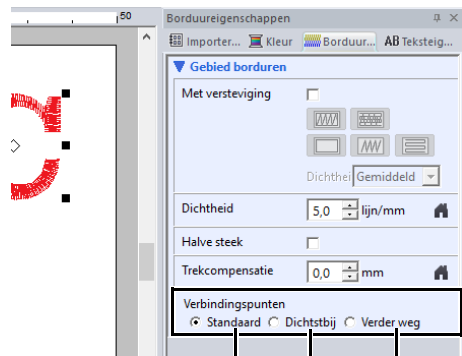 50
Borduureigenschappen
Importer... Kleur Borduur... AB Teksteig...
Gebied borduren
Met versteviging
Dichthei Gemiddeld
Dichtheid 5,0 lijn/mm
Halve steek
Trekcompensatie 0,0 mm
Verbindingspunten
Standaard Dichtstbij Verder weg